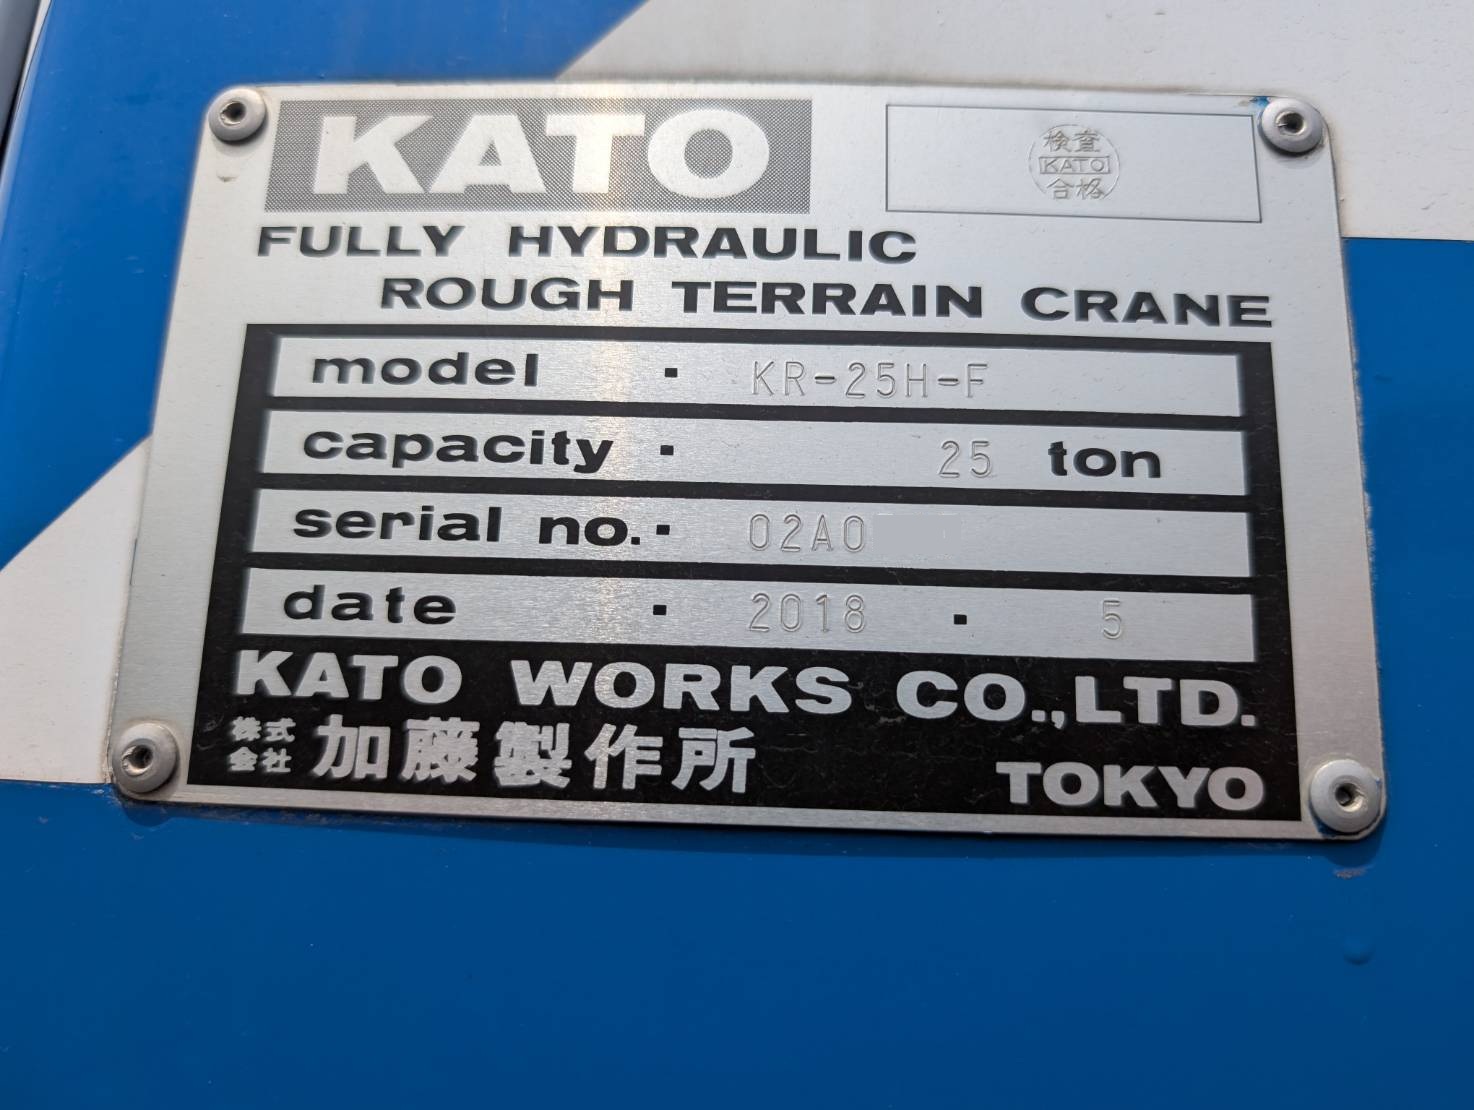 KATO
検査
KATO
合格
FULLY HYDRAULIC
ROUGH TERRAIN CRANE
model · KR-25H-F
capacity · 25 ton
serial no. · 02A0
date · 2018 · 5
KATO WORKS CO.,LTD.
株式会社 加藤製作所 TOKYO